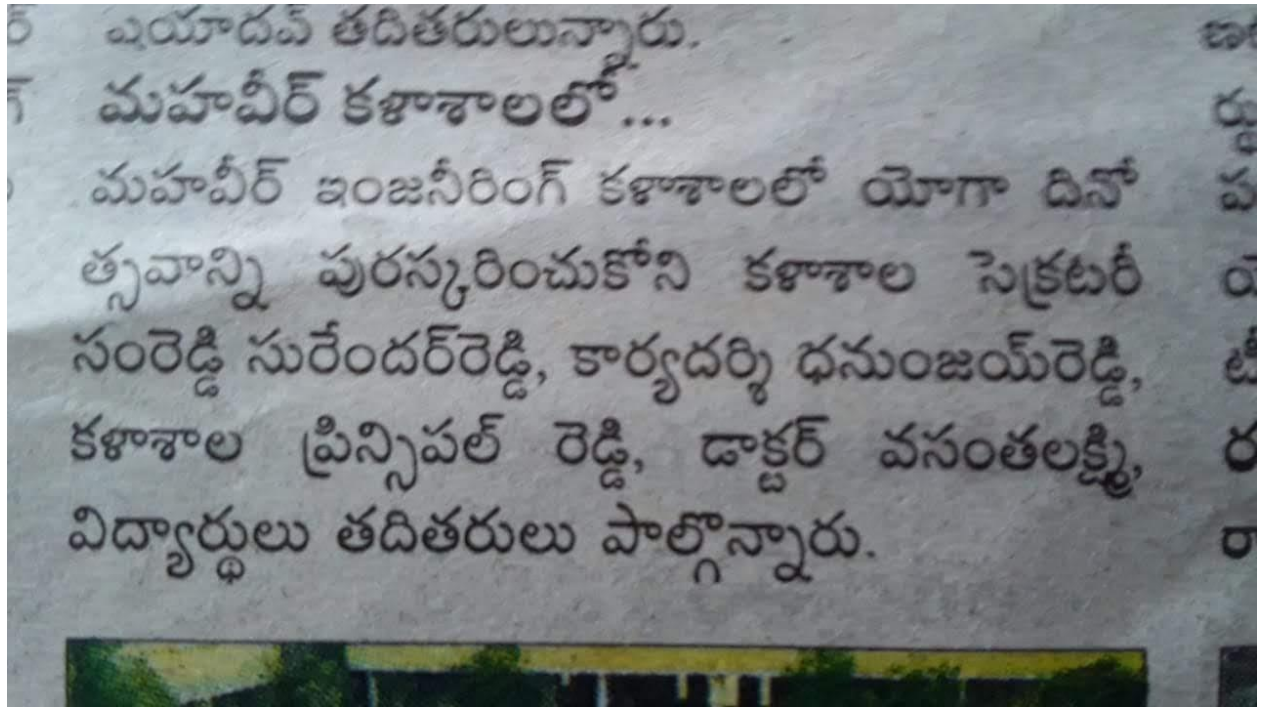 తదితరులున్నారు.
మహవీర్ కళాశాలలో...
మహవీర్ ఇంజనీరింగ్ కళాశాలలో యోగా దినో
త్సవాన్ని పురస్కరించుకోని కళాశాల సెక్రటరీ
సంరెడ్డి సురేందర్‌రెడ్డి, కార్యదర్శి ధనుంజయ్‌రెడ్డి,
కళాశాల ప్రిన్సిపల్ రెడ్డి, డాక్టర్ వసంతలక్ష్మి,
విద్యార్థులు తదితరులు పాల్గొన్నారు.